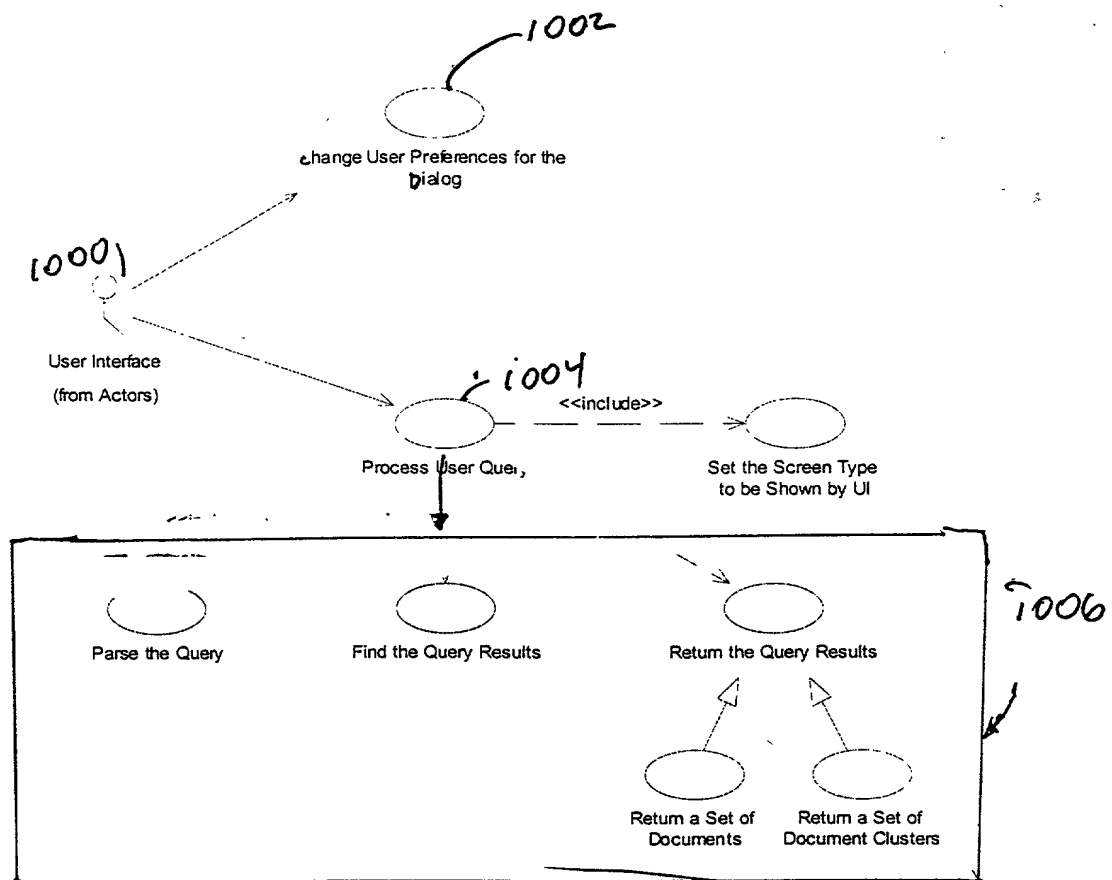 1002
change User Preferences for the
Dialog
1000
User Interface
(from Actors)
1004
<<include>>
Process User
Set the Screen Type
to be Shown by UI
1006
Parse the Query
Find the Query Results
Return the Query Results
Return a Set of
Documents
Return a Set of
Document Clusters